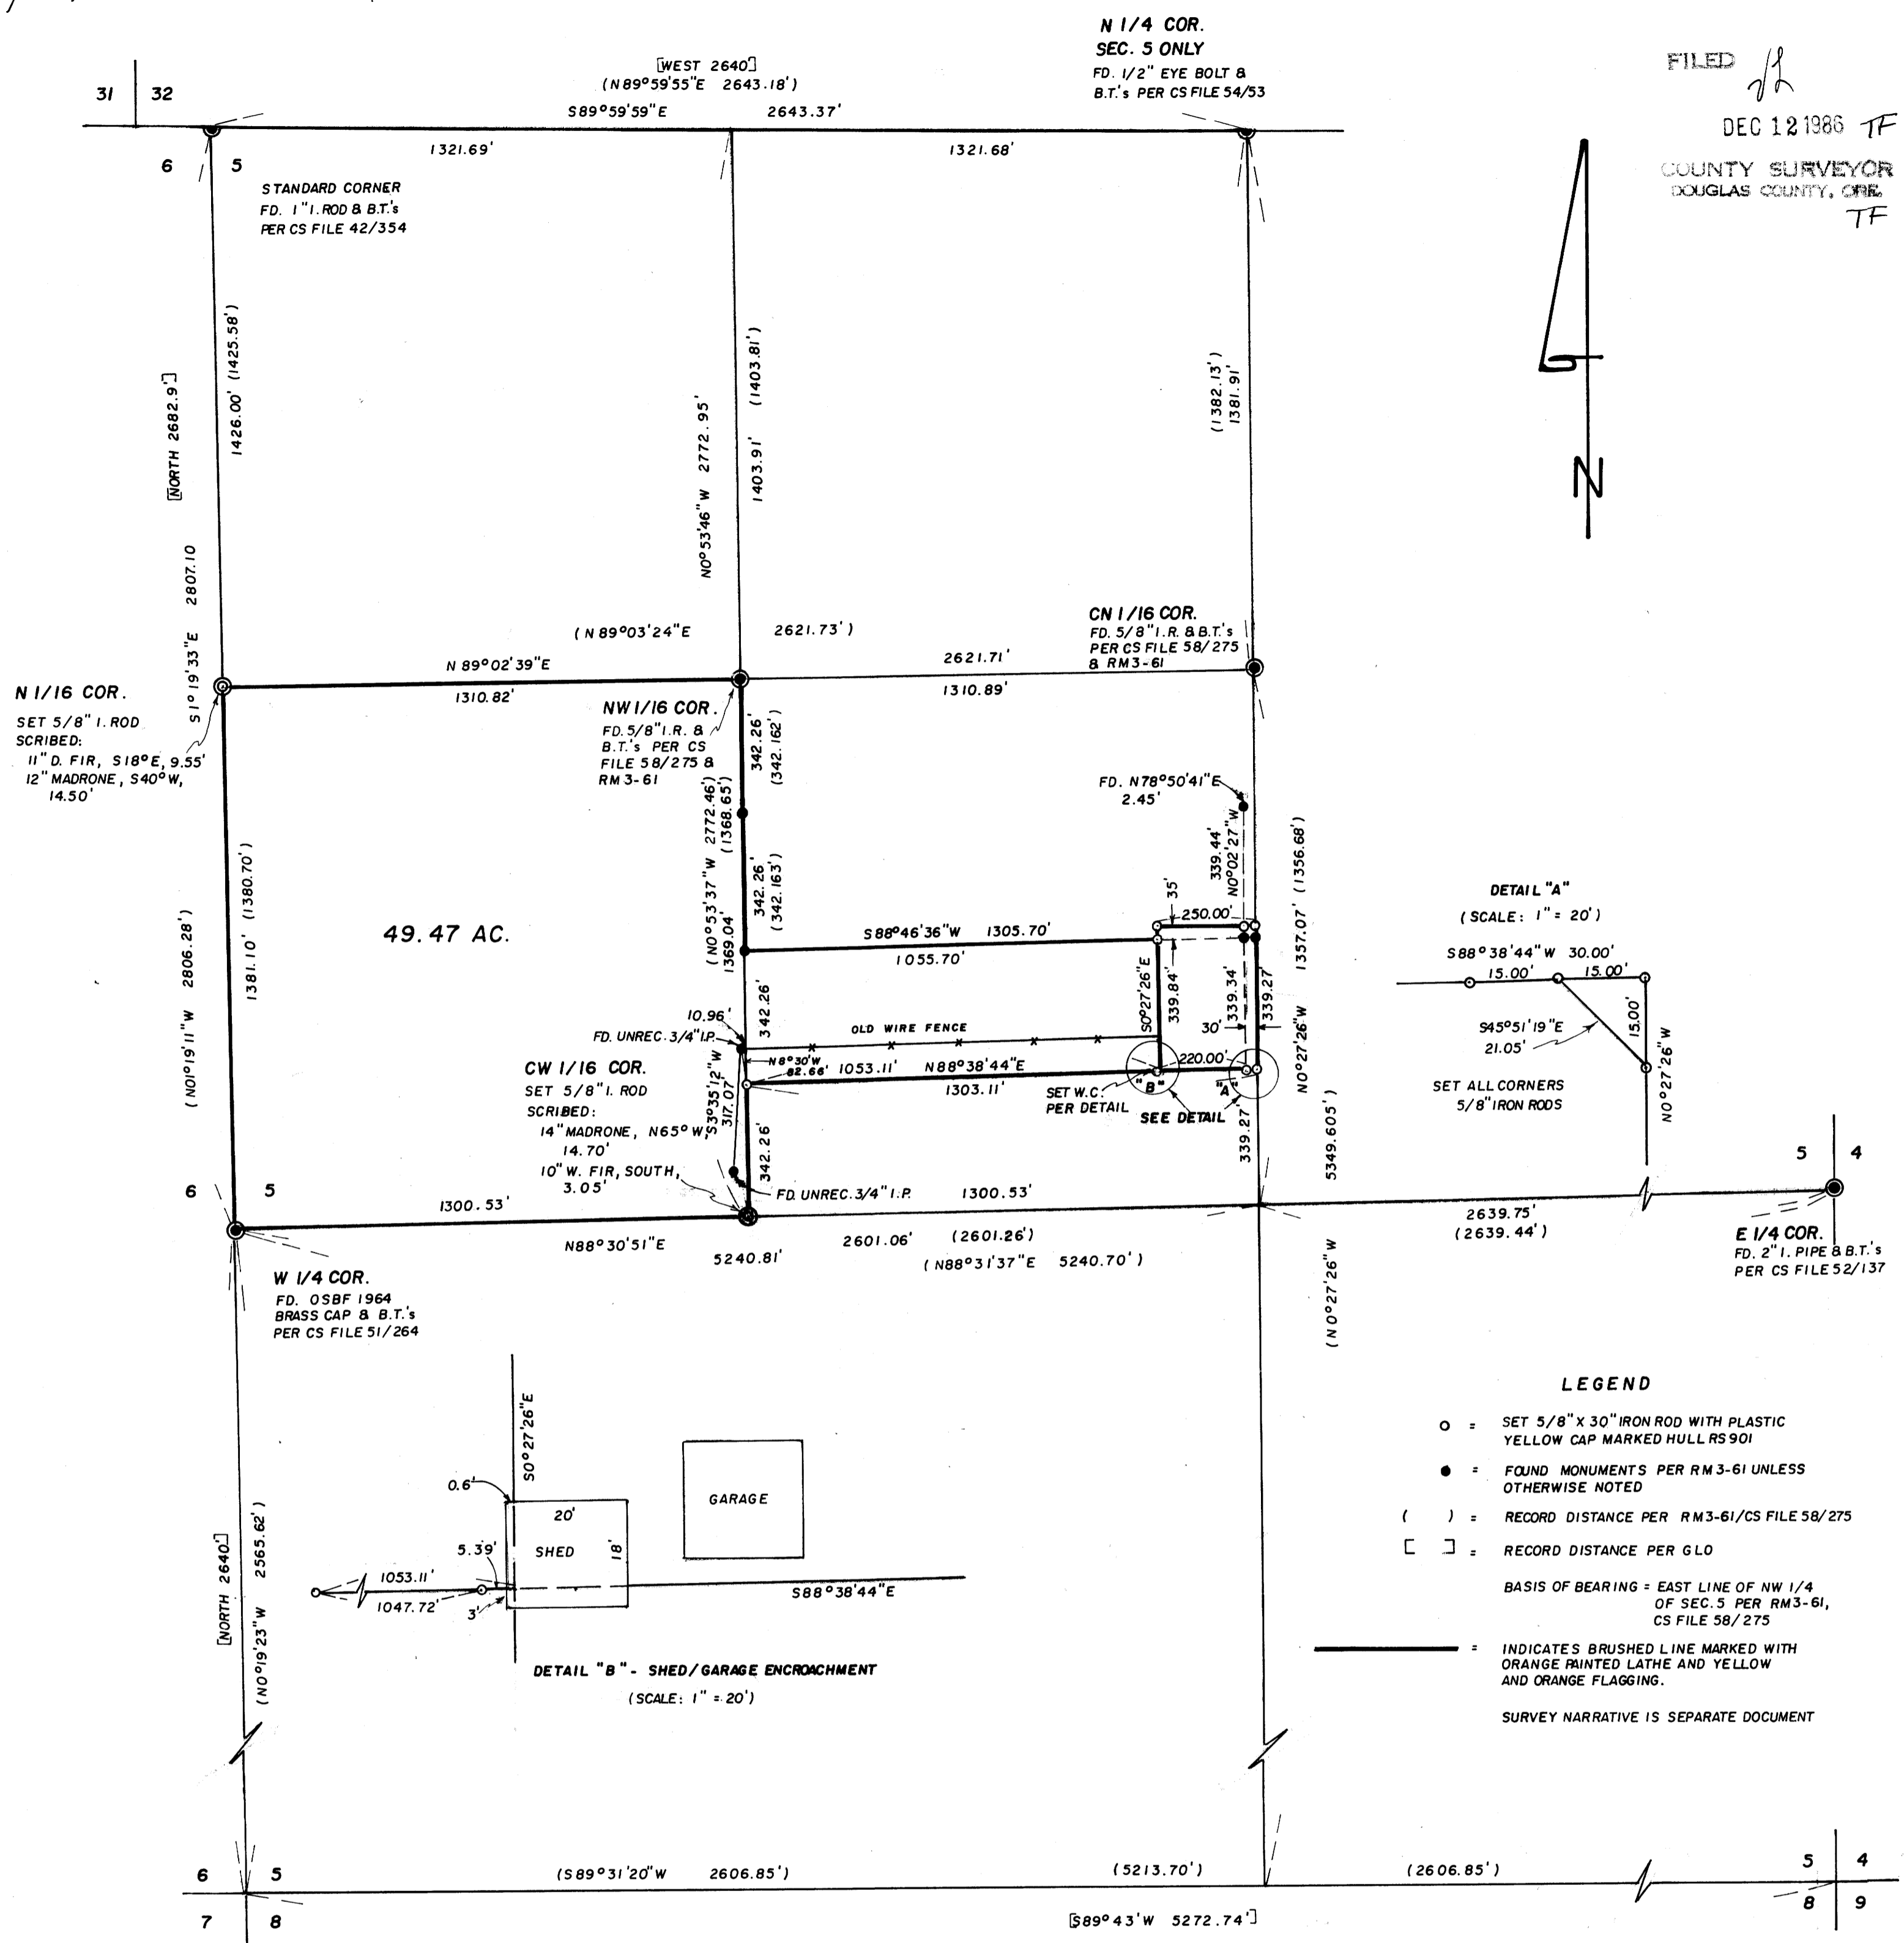 N 1/4 COR.
SEC. 5 ONLY
FD. 1/2" EYE BOLT &
B.T.'s PER CS FILE 54/53
FILED
DEC 12 1986 TF
COUNTY SURVEYOR
DOUGLAS COUNTY, ORE.
TF
[WEST 2640]
(N89°59'55"E 2643.18')
S89°59'59"E 2643.37'
31 32
1321.69' 1321.68'
6 5
STANDARD CORNER
FD. 1" I. ROD & B.T.'s
PER CS FILE 42/354
1426.00' (1425.58')
[NORTH 2682.9']
S1°19'33"E 2807.10
N0°53'46"W 2772.95'
1403.91' (1403.81')
(1382.13')
1381.91'
N
(N89°03'24"E 2621.73')
N 89°02'39"E
2621.71'
1310.82'
1310.89'
CN 1/16 COR.
FD. 5/8" I.R. & B.T.'s
PER CS FILE 58/275
& RM3-61
N 1/16 COR.
SET 5/8" I. ROD
SCRIBED:
11" D. FIR, S18°E, 9.55'
12" MADRONE, S40°W,
14.50'
NW 1/16 COR.
FD. 5/8" I.R. &
B.T.'s PER CS
FILE 58/275 &
RM 3-61
342.26'
(342.162')
(N0°53'37"W 2772.46')
(1368.65')
1369.04'
342.26'
(342.163')
FD. N78°50'41"E
2.45'
339.44'
N0°02'27"W
1357.07' (1356.68')
N0°27'26"W
1381.10' (1380.70')
(N01°19'11"W 2806.28')
49.47 AC.
S88°46'36"W 1305.70'
1055.70'
35'
250.00'
S0°27'26"E
339.84'
339.34'
339.27'
30'
342.26'
10.96'
FD. UNREC. 3/4" I.P.
OLD WIRE FENCE
N8°30'W
82.66'
1053.11' N88°38'44"E
1303.11'
220.00'
"B" "A"
SET W.C.
PER DETAIL
SEE DETAIL
S3°35'12"W
317.07'
CW 1/16 COR.
SET 5/8" I. ROD
SCRIBED:
14" MADRONE, N65°W,
14.70'
10" W. FIR, SOUTH,
3.05'
342.26'
FD. UNREC. 3/4" I.P.
339.27'
5349.605')
(N0°27'26"W
DETAIL "A"
(SCALE: 1" = 20')
S88°38'44"W 30.00'
15.00' 15.00'
15.00'
S45°51'19"E
21.05'
N0°27'26"W
SET ALL CORNERS
5/8" IRON RODS
5 4
6 5
1300.53' 1300.53'
N88°30'51"E
5240.81'
2601.06' (2601.26')
(N88°31'37"E 5240.70')
2639.75'
(2639.44')
E 1/4 COR.
FD. 2" I. PIPE & B.T.'s
PER CS FILE 52/137
W 1/4 COR.
FD. OSBF 1964
BRASS CAP & B.T.'s
PER CS FILE 51/264
S0°27'26"E
0.6'
20'
SHED
18'
GARAGE
5.39'
1053.11'
1047.72'
3'
S88°38'44"E
DETAIL "B" - SHED/GARAGE ENCROACHMENT
(SCALE: 1" = 20')
[NORTH 2640']
(N0°19'23"W 2565.62')
LEGEND
= SET 5/8" X 30" IRON ROD WITH PLASTIC
YELLOW CAP MARKED HULL RS 901
= FOUND MONUMENTS PER RM 3-61 UNLESS
OTHERWISE NOTED
( ) = RECORD DISTANCE PER RM3-61/CS FILE 58/275
[ ] = RECORD DISTANCE PER GLO
BASIS OF BEARING = EAST LINE OF NW 1/4
OF SEC. 5 PER RM3-61,
CS FILE 58/275
= INDICATES BRUSHED LINE MARKED WITH
ORANGE PAINTED LATHE AND YELLOW
AND ORANGE FLAGGING.
SURVEY NARRATIVE IS SEPARATE DOCUMENT
6 5
(S89°31'20"W 2606.85') (5213.70') (2606.85')
5 4
7 8
[S89°43'W 5272.74']
8 9